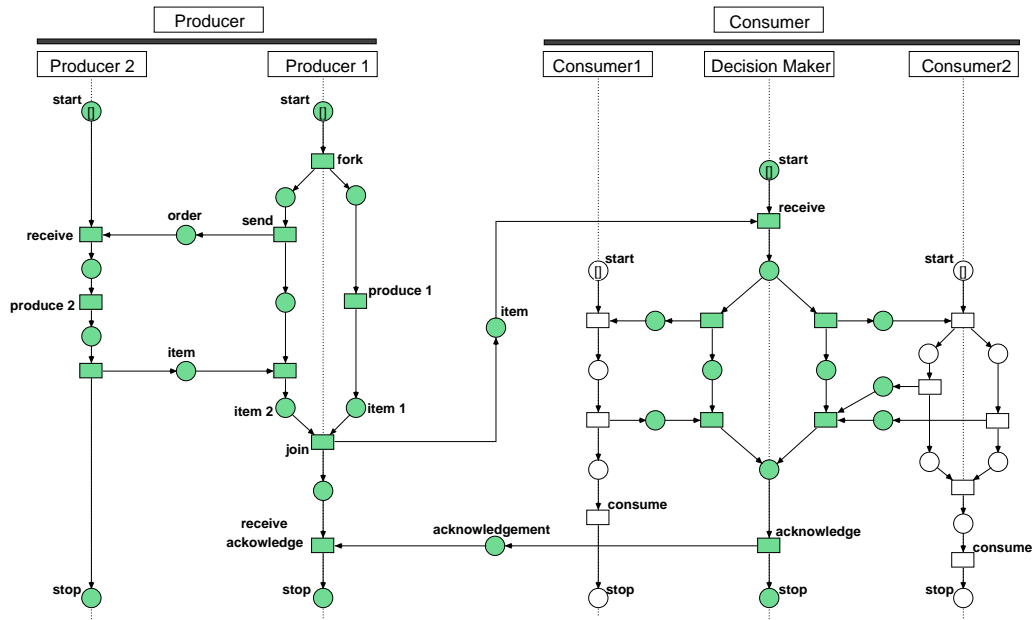 Producer
Consumer
Producer 2
Producer 1
Consumer1
Decision Maker
Consumer2
start
start
fork
start
order
send
receive
receive
start
start
produce 2
produce 1
item
item
item 2
item 1
join
consume
receive
ackowledge
acknowledgement
acknowledge
consume
stop
stop
stop
stop
stop